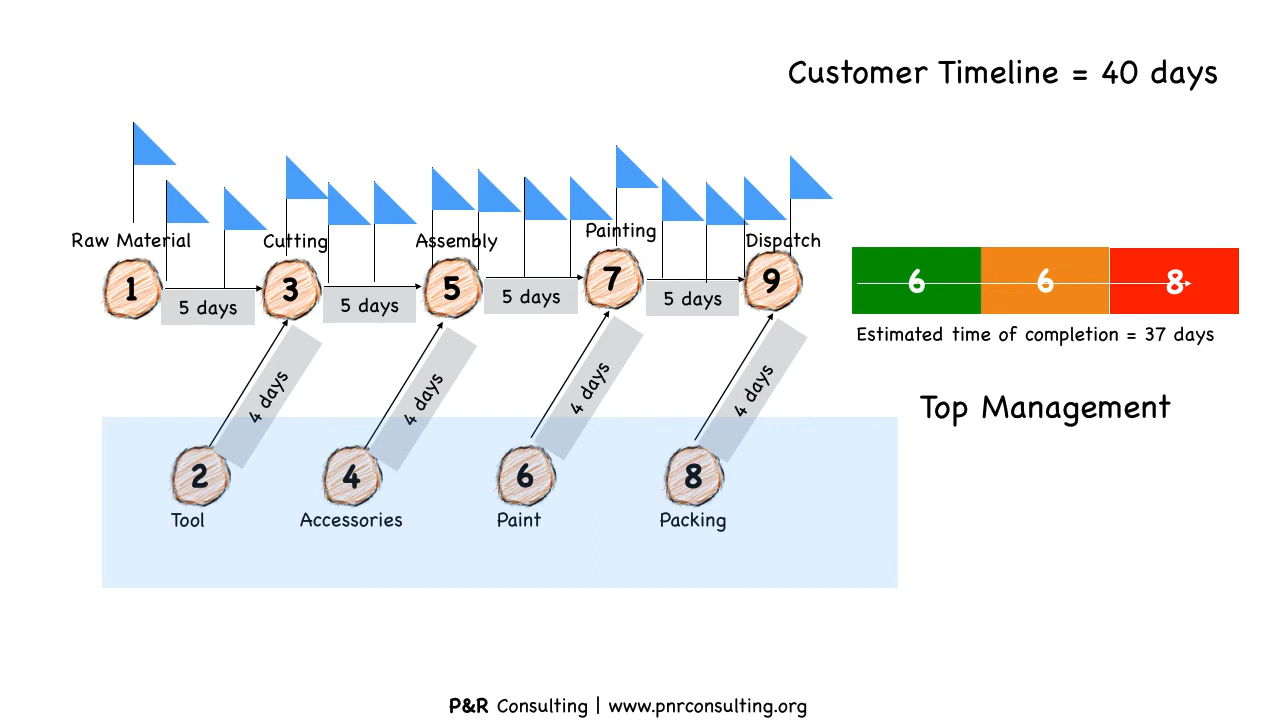 Customer Timeline = 40 days
Raw Material
Cutting
Assembly
Painting
Dispatch
1
3
5
7
9
5 days
5 days
5 days
5 days
6
6
8
Estimated time of completion = 37 days
4 days
4 days
4 days
4 days
Top Management
2
4
6
8
Tool
Accessories
Paint
Packing
P&R Consulting | www.pnrconsulting.org